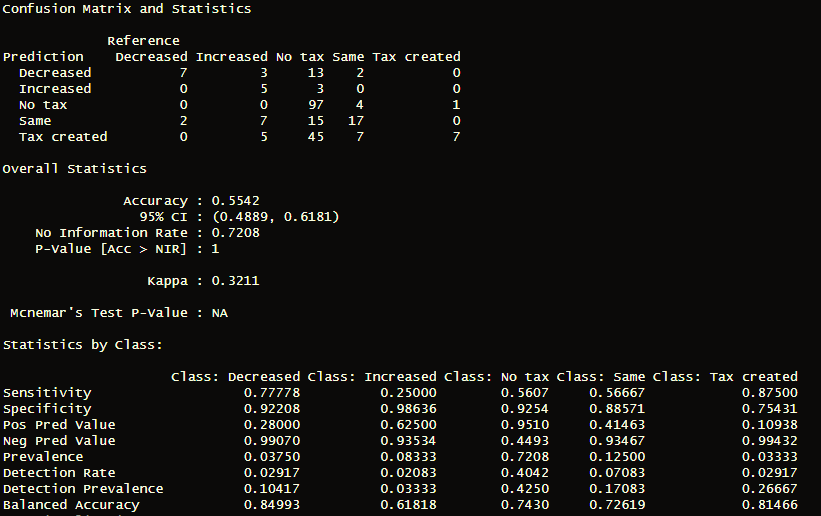 Confusion Matrix and Statistics
Reference
Prediction Decreased Increased No tax Same Tax created
Decreased 7 3 13 2 0
Increased 0 5 3 0 0
No tax 0 0 97 4 1
Same 2 7 15 17 0
Tax created 0 5 45 7 7
Overall Statistics
Accuracy : 0.5542
95% CI : (0.4889, 0.6181)
No Information Rate : 0.7208
P-Value [Acc > NIR] : 1
Kappa : 0.3211
Mcnemar's Test P-Value : NA
Statistics by Class:
Class: Decreased Class: Increased Class: No tax Class: Same Class: Tax created
Sensitivity 0.77778 0.25000 0.5607 0.56667 0.87500
Specificity 0.92208 0.98636 0.9254 0.88571 0.75431
Pos Pred Value 0.28000 0.62500 0.9510 0.41463 0.10938
Neg Pred Value 0.99070 0.93534 0.4493 0.93467 0.99432
Prevalence 0.03750 0.08333 0.7208 0.12500 0.03333
Detection Rate 0.02917 0.02083 0.4042 0.07083 0.02917
Detection Prevalence 0.10417 0.03333 0.4250 0.17083 0.26667
Balanced Accuracy 0.84993 0.61818 0.7430 0.72619 0.81466